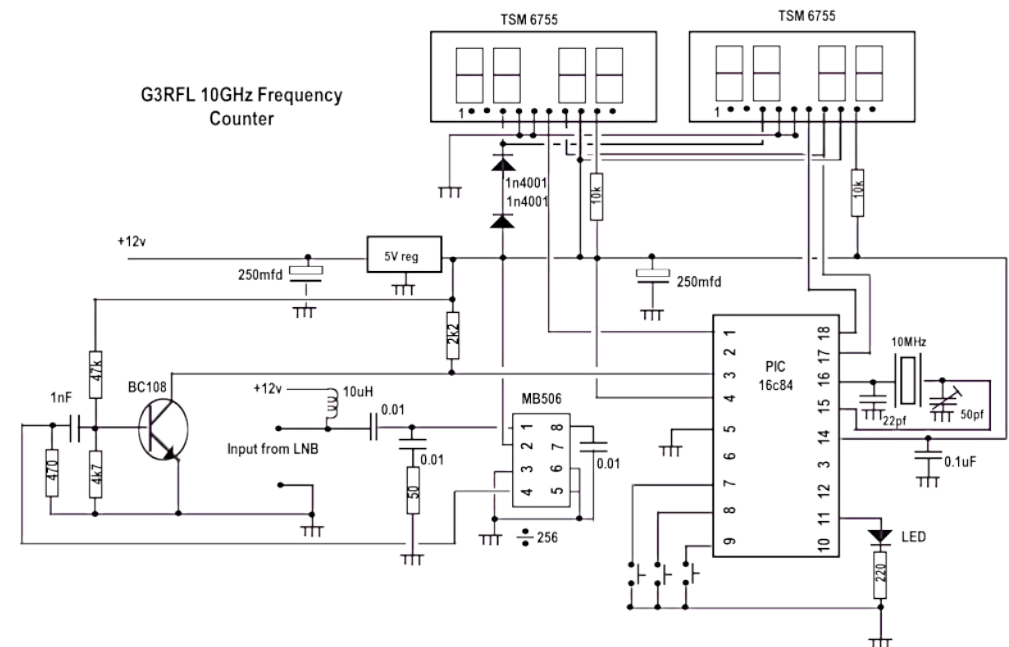 TSM 6755
TSM 6755
G3RFL 10GHz Frequency
Counter
1
1
1n4001
1n4001
10k
10k
+12v
5V reg
250mfd
250mfd
2k2
47k
BC108
1nF
470
4k7
+12v
10uH
0.01
Input from LNB
0.01
50
MB506
1 8
2 7
3 6
4 5
0.01
÷ 256
PIC
16c84
1 18
2 17
3 16
4 15
5 14
6 3
7 12
8 11
9 10
10MHz
22pf
50pf
0.1uF
LED
220